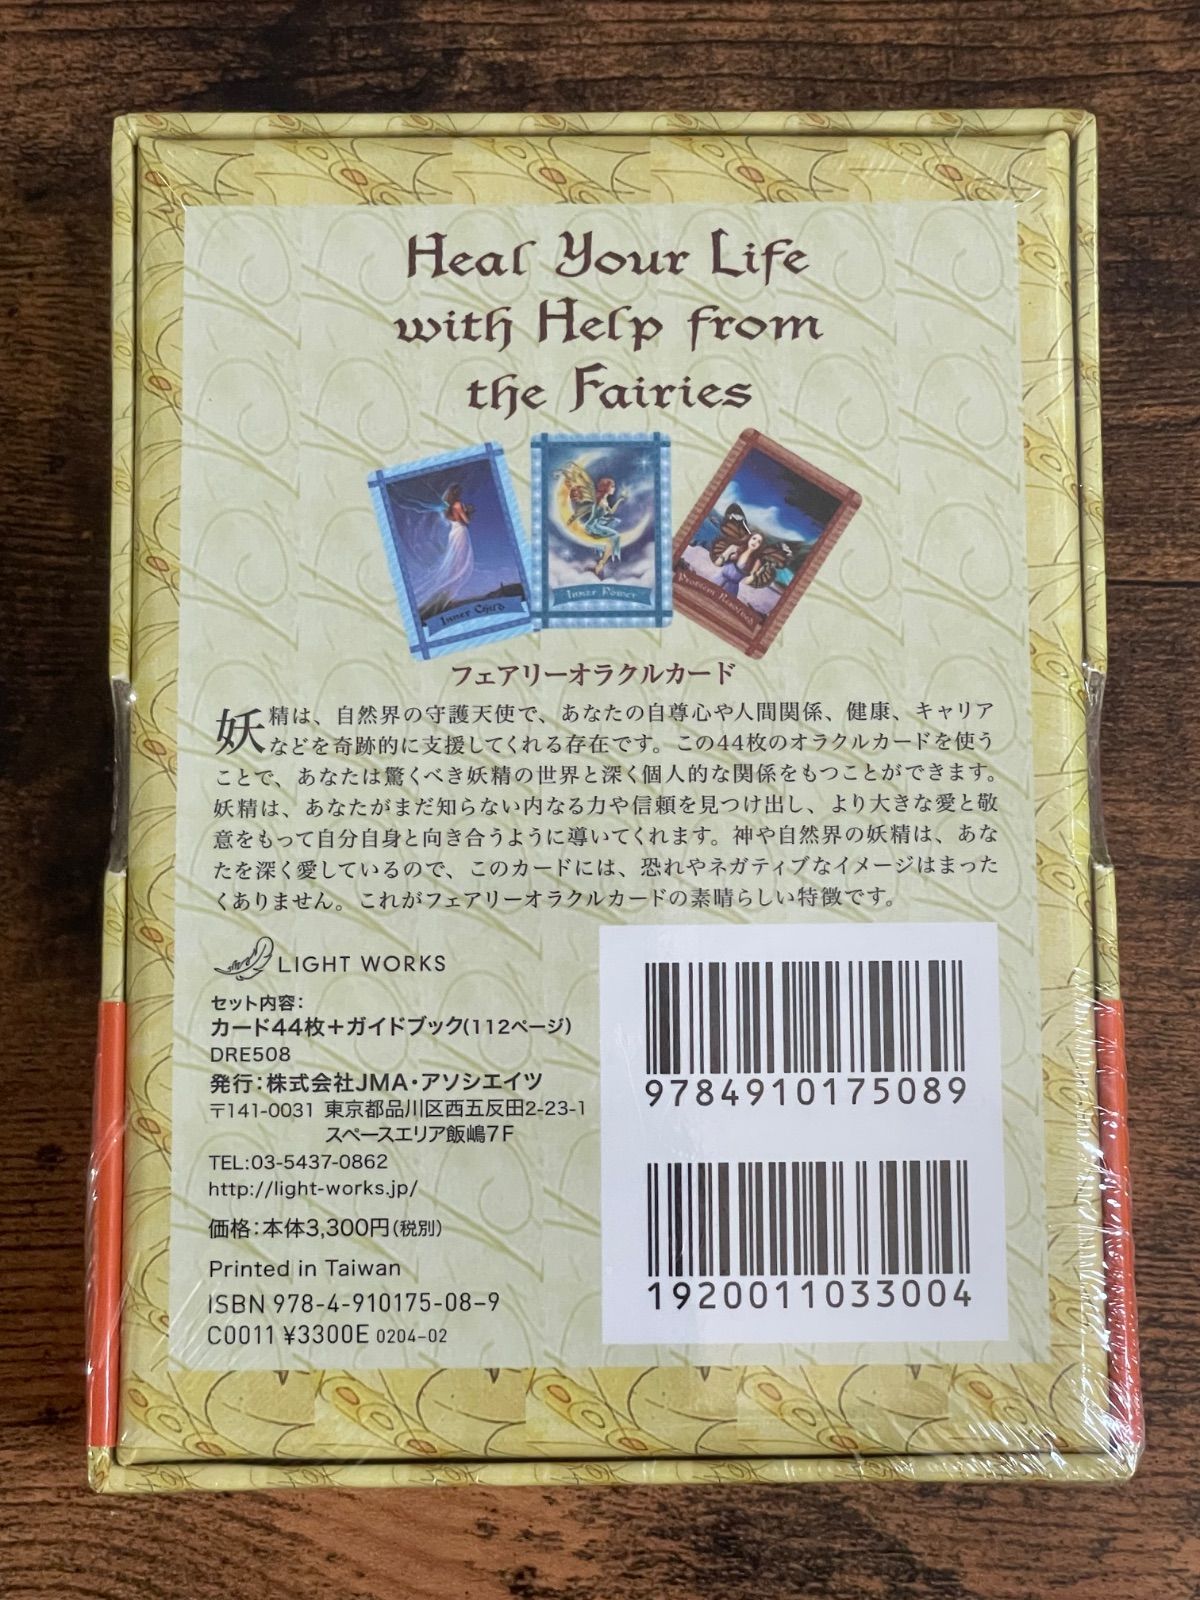 Heal Your Life
with Help from
the Fairies
Inner Child
Inner Power
Problem Resolved
フェアリーオラクルカード
妖精は、自然界の守護天使で、あなたの自尊心や人間関係、健康、キャリア
などを奇跡的に支援してくれる存在です。この44枚のオラクルカードを使う
ことで、あなたは驚くべき妖精の世界と深く個人的な関係をもつことができます。
妖精は、あなたがまだ知らない内なる力や信頼を見つけ出し、より大きな愛と敬
意をもって自分自身と向き合うように導いてくれます。神や自然界の妖精は、あな
たを深く愛しているので、このカードには、恐れやネガティブなイメージはまった
くありません。これがフェアリーオラクルカードの素晴らしい特徴です。
LIGHT WORKS
セット内容：
カード44枚＋ガイドブック(112ページ)
DRE508
発行：株式会社JMA・アソシエイツ
〒141-0031 東京都品川区西五反田2-23-1
スペースエリア飯嶋7F
TEL:03-5437-0862
http://light-works.jp/
価格：本体3,300円(税別)
Printed in Taiwan
ISBN 978-4-910175-08-9
C0011 ¥3300E 0204-02
9784910175089
1920011033004